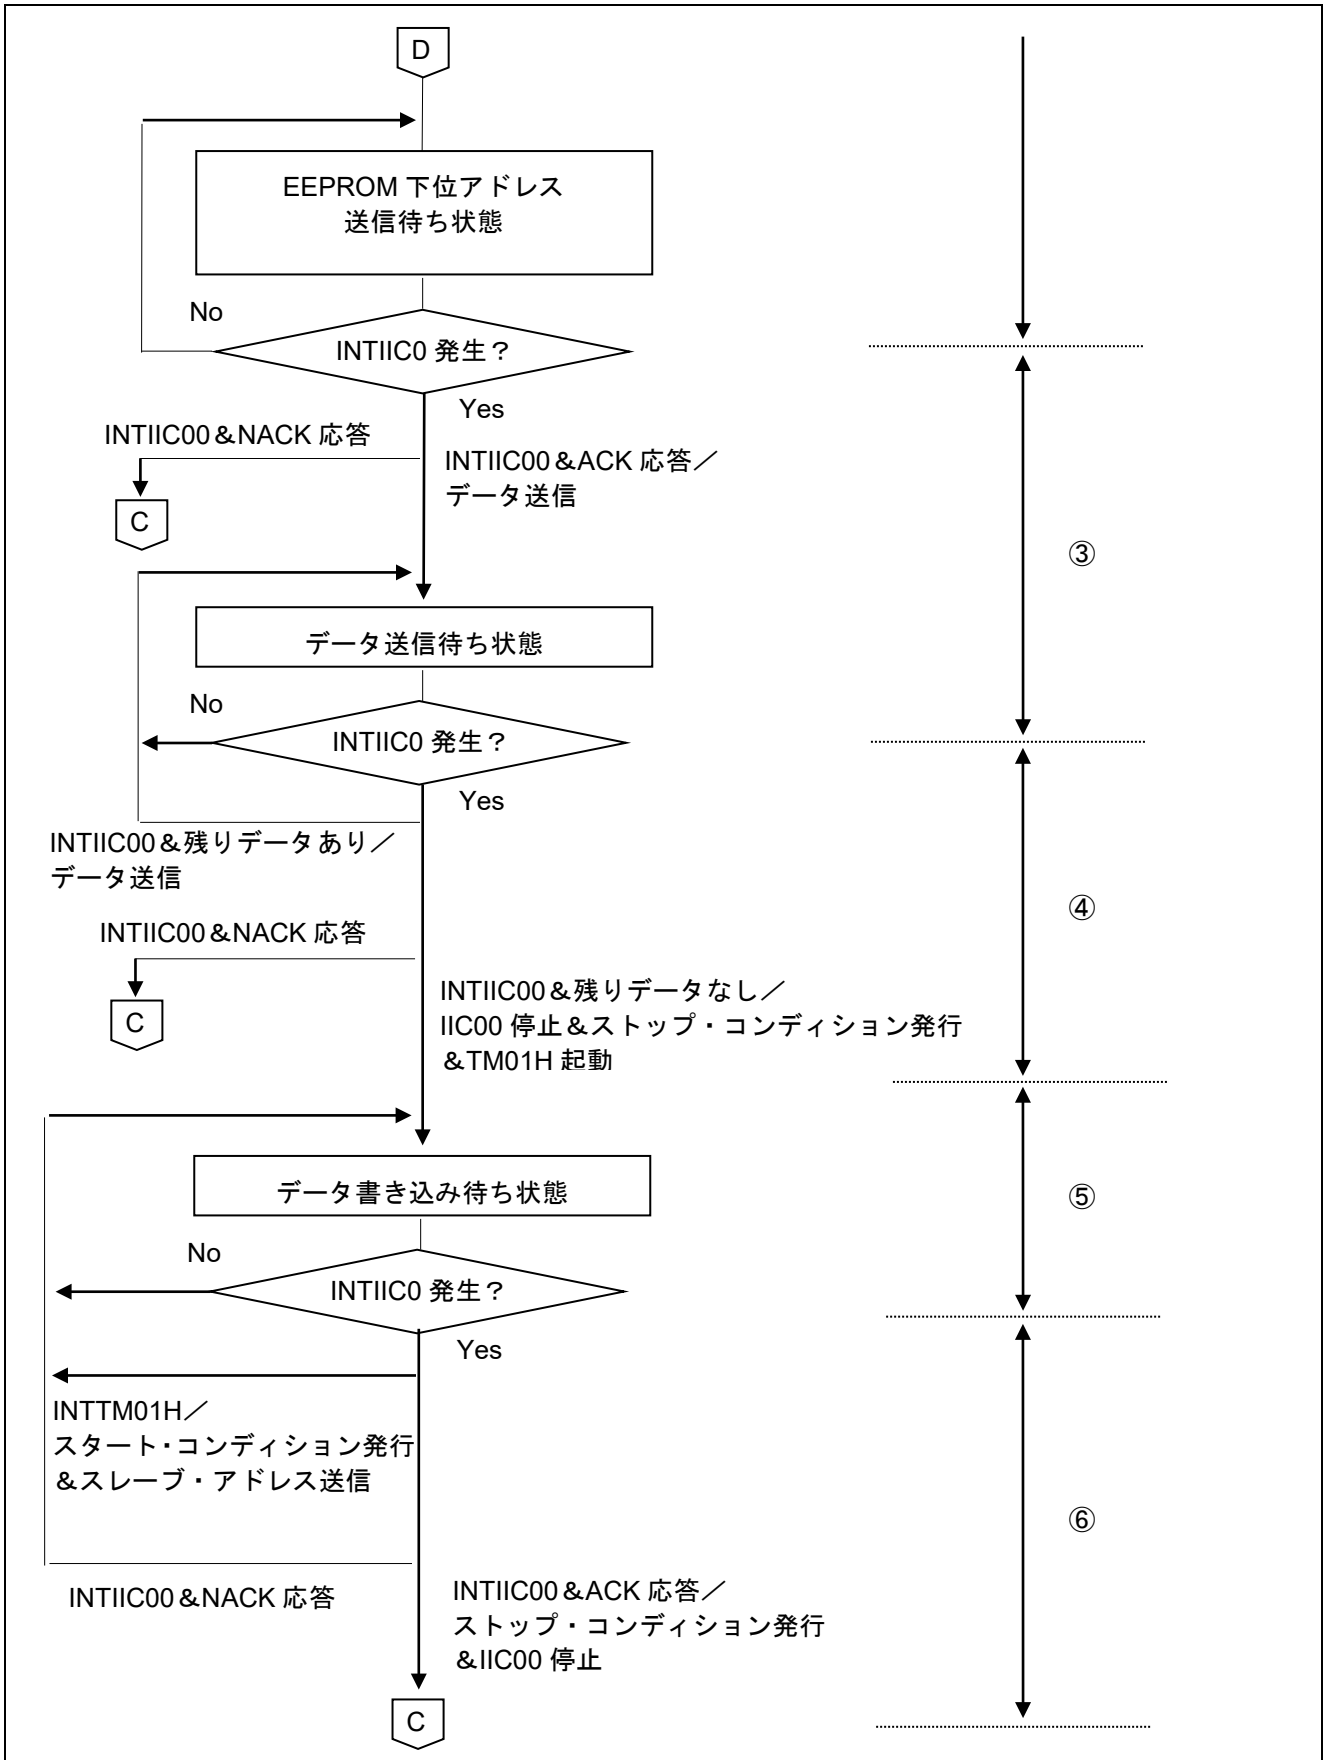 D
EEPROM 下位アドレス
送信待ち状態
No
INTIIC0 発生？
Yes
INTIIC00＆NACK 応答
INTIIC00＆ACK 応答／
データ送信
C
③
データ送信待ち状態
No
INTIIC0 発生？
Yes
INTIIC00＆残りデータあり／
データ送信
④
INTIIC00＆NACK 応答
C
INTIIC00＆残りデータなし／
IIC00 停止＆ストップ・コンディション発行
＆TM01H 起動
データ書き込み待ち状態
⑤
No
INTIIC0 発生？
Yes
INTTM01H／
スタート・コンディション発行
＆スレーブ・アドレス送信
⑥
INTIIC00＆NACK 応答
INTIIC00＆ACK 応答／
ストップ・コンディション発行
＆IIC00 停止
C